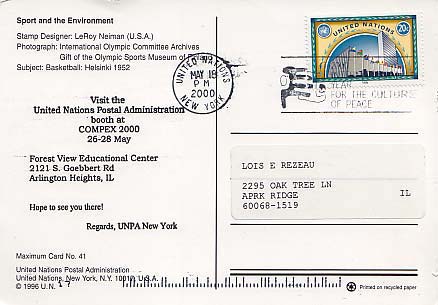 Sport and the Environment
Stamp Designer: LeRoy Neiman (U.S.A.)
Photograph: International Olympic Committee Archives
Gift of the Olympic Sports Museum of
Subject: Basketball: Helsinki 1952
UNITED NATIONS
MAY 18
PM
2000
NEW YORK
UNITED NATIONS
20c
YEAR
FOR THE CULTURE
OF PEACE
Visit the
United Nations Postal Administration
booth at
COMPEX 2000
26-28 May
Forest View Educational Center
2121 S. Goebbert Rd
Arlington Heights, IL
Hope to see you there!
Regards, UNPA New York
LOIS E REZEAU
2295 OAK TREE LN
APRK RIDGE IL
60068-1519
Maximum Card No. 41
United Nations Postal Administration
United Nations, New York, N.Y. 10017, U.S.A.
© 1996 U.N.
Printed on recycled paper